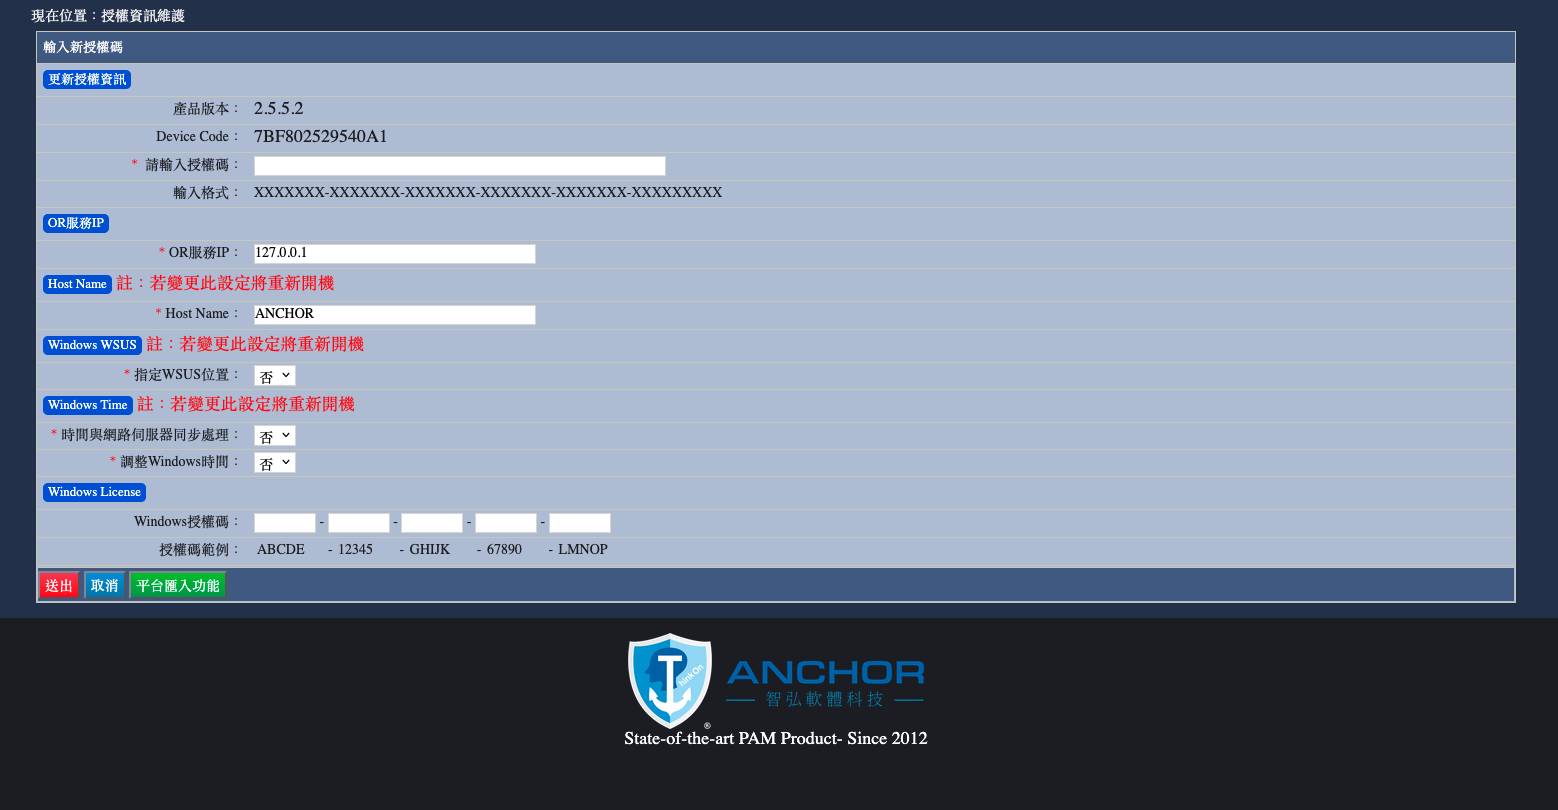 現在位置：授權資訊維護
輸入新授權碼
更新授權資訊
產品版本： 2.5.5.2
Device Code： 7BF802529540A1
* 請輸入授權碼：
輸入格式： XXXXXXX-XXXXXXX-XXXXXXX-XXXXXXX-XXXXXXX-XXXXXXXXX
OR服務IP
* OR服務IP： 127.0.0.1
Host Name 註：若變更此設定將重新開機
* Host Name： ANCHOR
Windows WSUS 註：若變更此設定將重新開機
* 指定WSUS位置： 否
Windows Time 註：若變更此設定將重新開機
* 時間與網路伺服器同步處理： 否
* 調整Windows時間： 否
Windows License
Windows授權碼： - - - -
授權碼範例： ABCDE - 12345 - GHIJK - 67890 - LMNOP
送出 取消 平台匯入功能
ThinkOn
ANCHOR
智弘軟體科技
®
State-of-the-art PAM Product- Since 2012